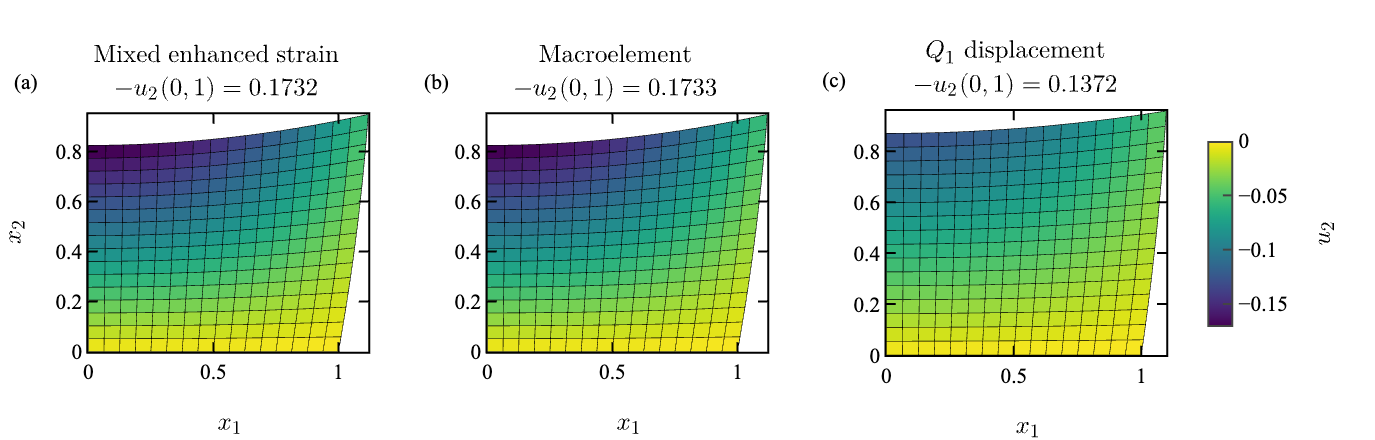 (a)
Mixed enhanced strain
−u₂(0, 1) = 0.1732
x₂
0.8
0.6
0.4
0.2
0
0
0.5
1
x₁
(b)
Macroelement
−u₂(0, 1) = 0.1733
0.8
0.6
0.4
0.2
0
0
0.5
1
x₁
(c)
Q₁ displacement
−u₂(0, 1) = 0.1372
0.8
0.6
0.4
0.2
0
0
0.5
1
x₁
0
−0.05
−0.1
−0.15
u₂